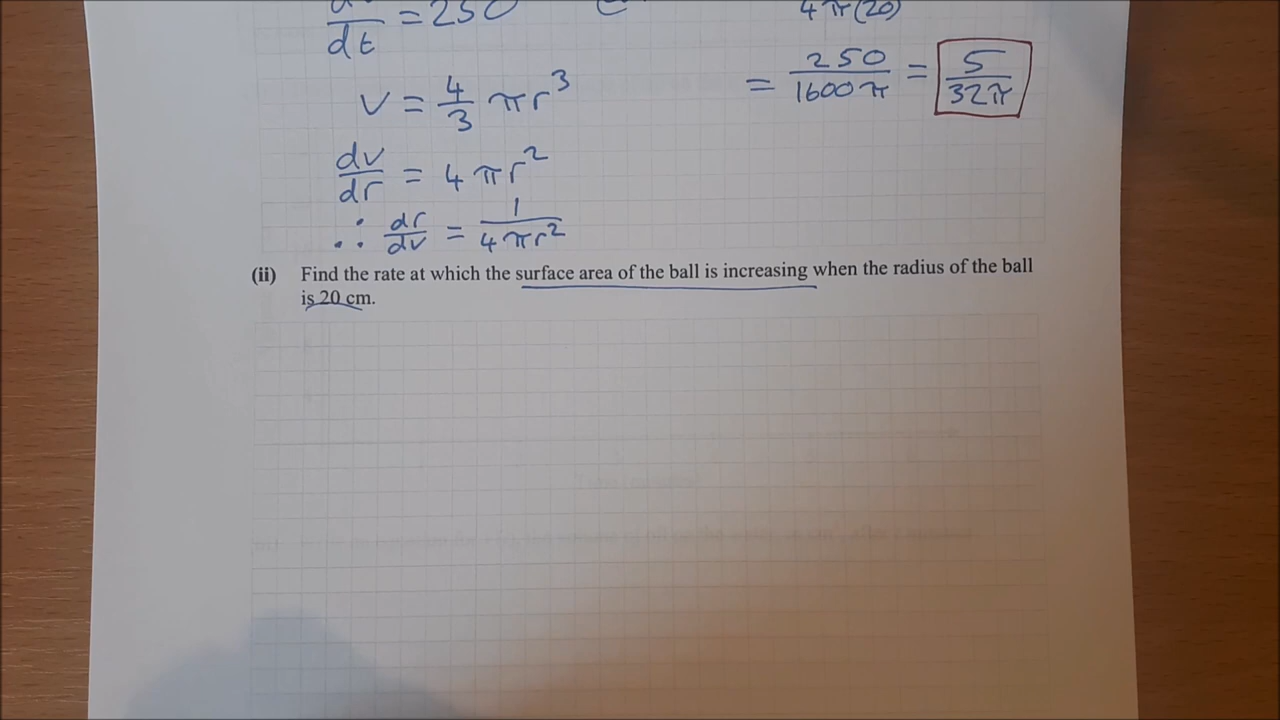 dt = 250
4π(20)
V = 4/3 πr³
= 250/1600π = 5/32π
dv/dr = 4πr²
∴ dr/dv = 1/4πr²
(ii) Find the rate at which the surface area of the ball is increasing when the radius of the ball
is 20 cm.